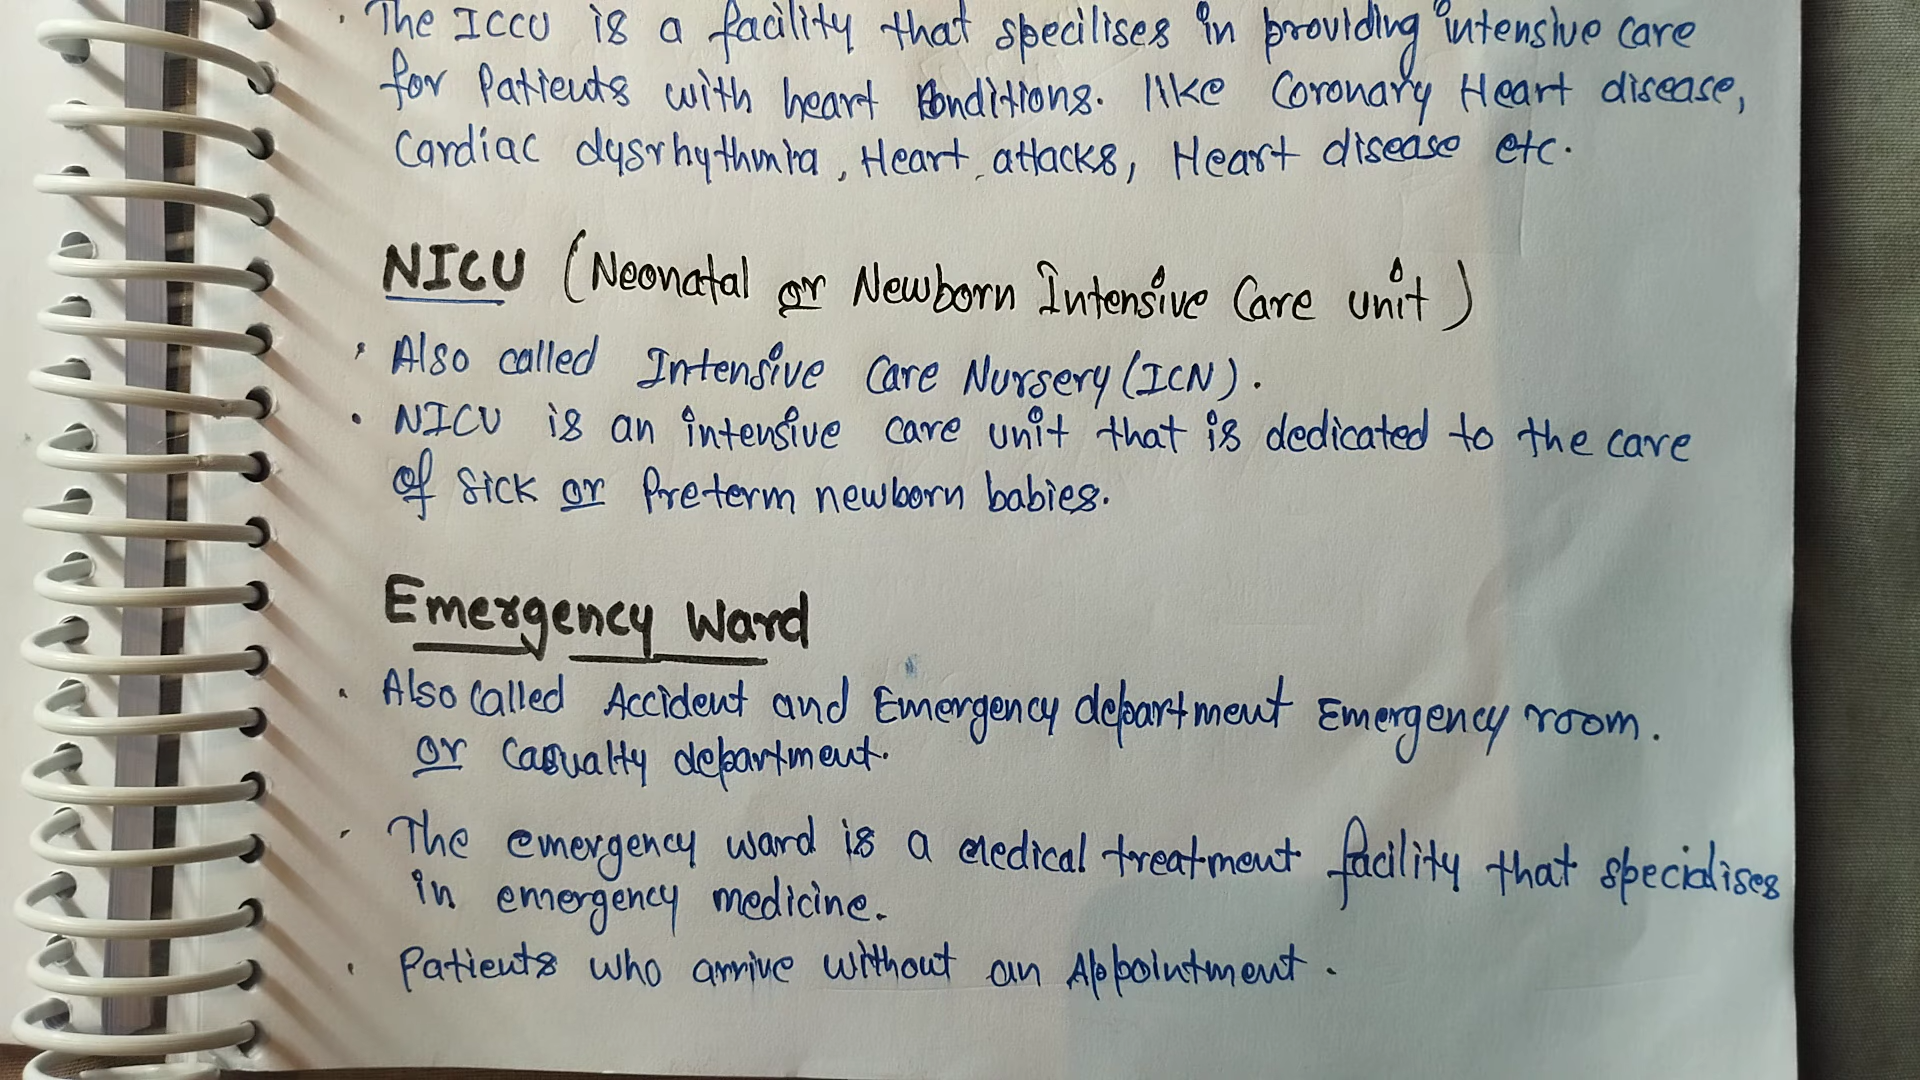 · The ICCU is a facility that specilises in providing intensive care
for Patients with heart Conditions. like Coronary Heart disease,
Cardiac dysrhythmia, Heart attacks, Heart disease etc.
NICU (Neonatal or Newborn Intensive Care unit)
· Also called Intensive Care Nursery (ICN).
· NICU is an intensive care unit that is dedicated to the care
of Sick or Preterm newborn babies.
Emergency Ward
· Also Called Accident and Emergency department Emergency room.
or Casualty department.
· The emergency ward is a medical treatment facility that specialises
in emergency medicine.
· Patients who arrive without an Appointment.